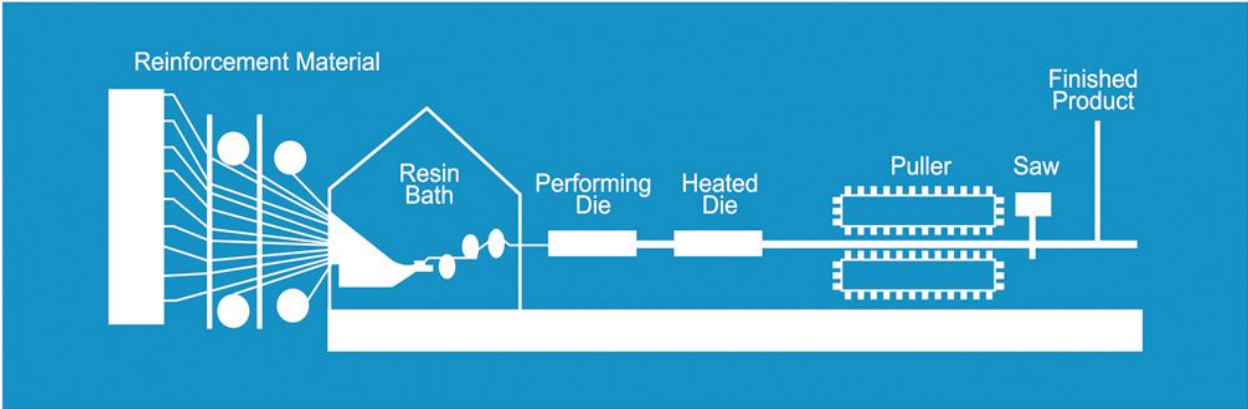 Reinforcement Material
Resin
Bath
Performing
Die
Heated
Die
Puller
Saw
Finished
Product